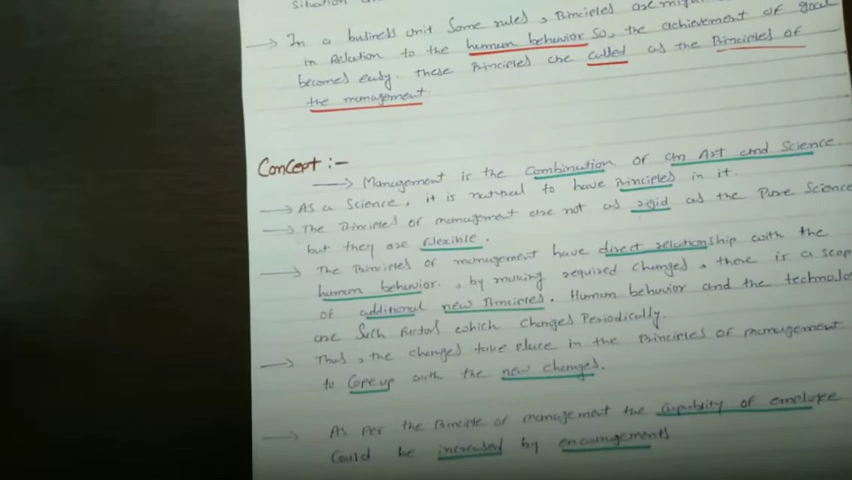 Situation
→ In a business unit some rules, Principles are might
in Relation to the human behavior so, the achievement of goal
becomes easy. These Principles are called as the Principles of
the management.
Concept :-
→ Management is the Combination of an Art and Science
→ As a Science, it is natural to have Principles in it.
→ The Principles of management are not as rigid as the Pure Science
but they are flexible.
→ The Principles of management have direct relationship with the
human behavior, by making required changes, there is a scop
of additional new Principles. Human behavior and the technolo
are Such factors which changes Periodically.
→ Thus, the changes take place in the Principles of management
to Cope up with the new changes.
→ As Per the Principle of management the capability of employee
Could be increased by encouragements